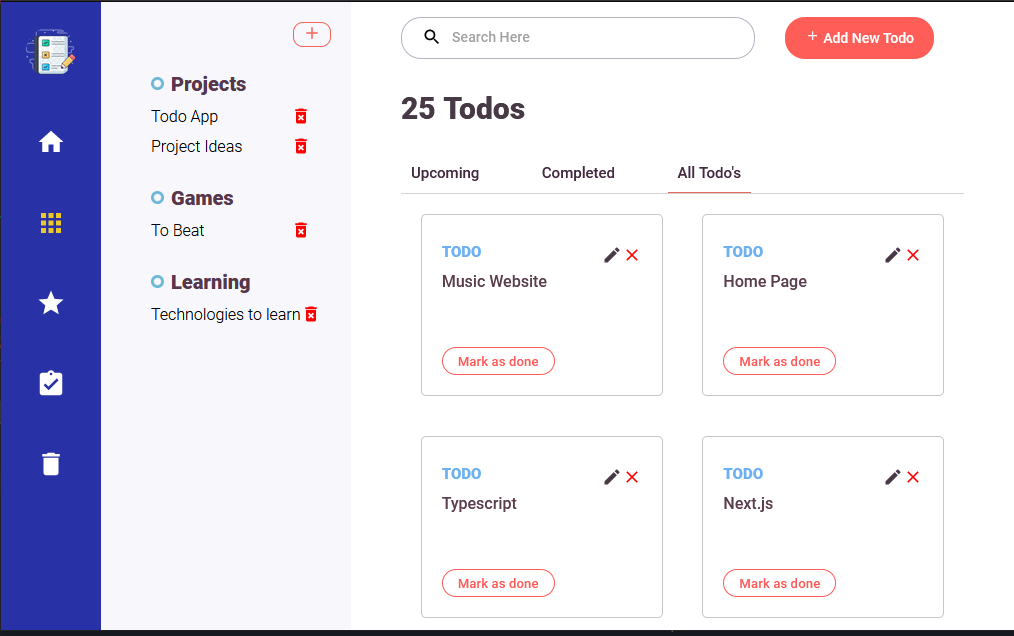 +
Projects
Todo App
Project Ideas
Games
To Beat
Learning
Technologies to learn
Search Here
+ Add New Todo
25 Todos
Upcoming Completed All Todo's
TODO
Music Website
Mark as done
TODO
Home Page
Mark as done
TODO
Typescript
Mark as done
TODO
Next.js
Mark as done